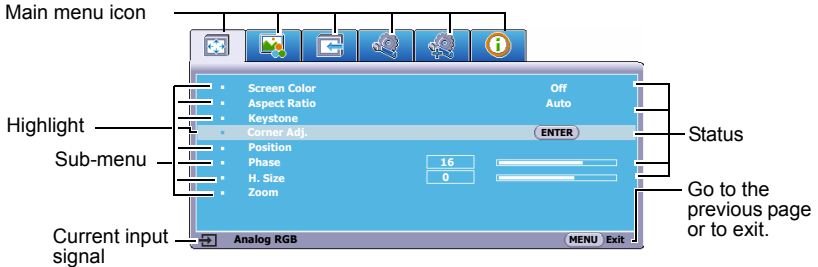 Main menu icon
Screen Color Off
Aspect Ratio Auto
Keystone
Highlight
Corner Adj. ENTER
Status
Position
Sub-menu
Phase 16
H. Size 0
Zoom
Go to the
previous page
or to exit.
Current input
signal
Analog RGB
MENU Exit